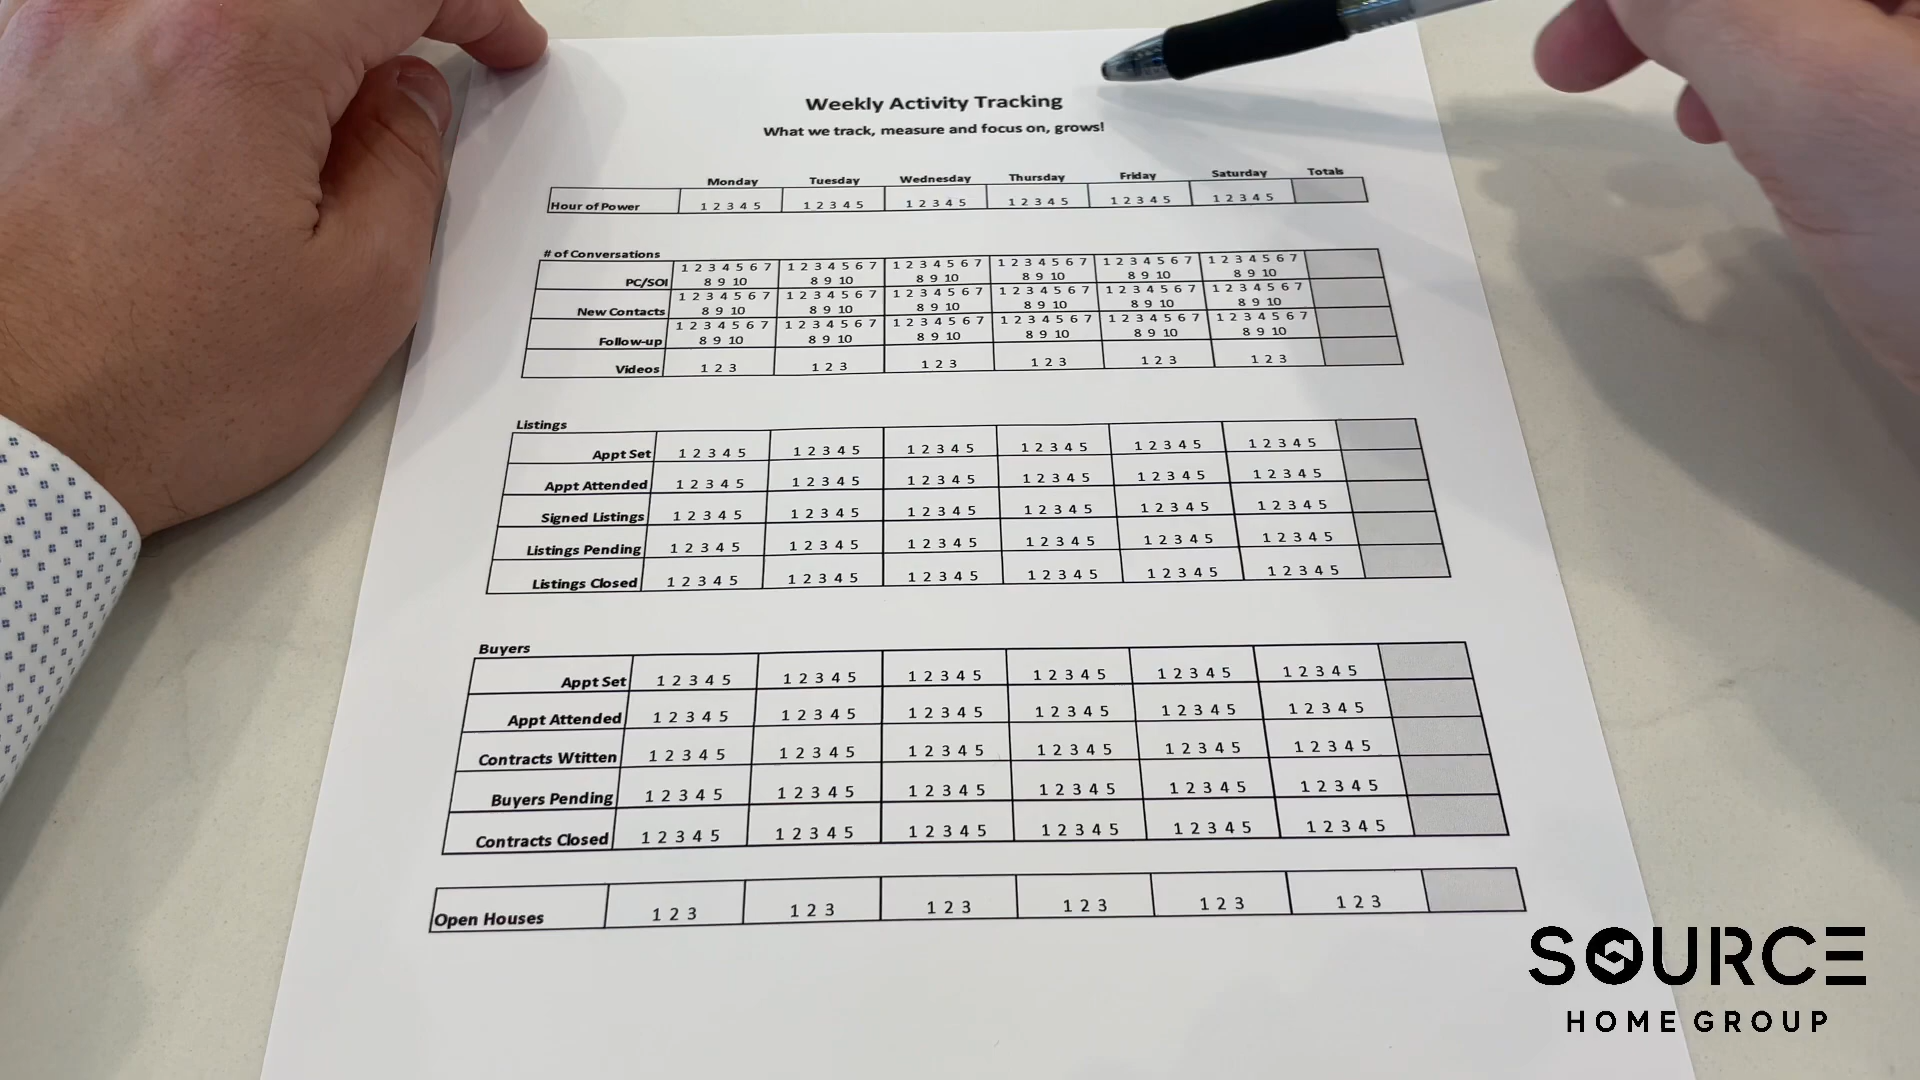 Weekly Activity Tracking
What we track, measure and focus on, grows!
Monday Tuesday Wednesday Thursday Friday Saturday Totals
Hour of Power 1 2 3 4 5 1 2 3 4 5 1 2 3 4 5 1 2 3 4 5 1 2 3 4 5 1 2 3 4 5
# of Conversations
1 2 3 4 5 6 7 1 2 3 4 5 6 7 1 2 3 4 5 6 7 1 2 3 4 5 6 7 1 2 3 4 5 6 7 1 2 3 4 5 6 7
PC/SOI 8 9 10 8 9 10 8 9 10 8 9 10 8 9 10 8 9 10
1 2 3 4 5 6 7 1 2 3 4 5 6 7 1 2 3 4 5 6 7 1 2 3 4 5 6 7 1 2 3 4 5 6 7 1 2 3 4 5 6 7
New Contacts 8 9 10 8 9 10 8 9 10 8 9 10 8 9 10 8 9 10
1 2 3 4 5 6 7 1 2 3 4 5 6 7 1 2 3 4 5 6 7 1 2 3 4 5 6 7 1 2 3 4 5 6 7 1 2 3 4 5 6 7
Follow-up 8 9 10 8 9 10 8 9 10 8 9 10 8 9 10 8 9 10
Videos 1 2 3 1 2 3 1 2 3 1 2 3 1 2 3 1 2 3
Listings
Appt Set 1 2 3 4 5 1 2 3 4 5 1 2 3 4 5 1 2 3 4 5 1 2 3 4 5 1 2 3 4 5
Appt Attended 1 2 3 4 5 1 2 3 4 5 1 2 3 4 5 1 2 3 4 5 1 2 3 4 5 1 2 3 4 5
Signed Listings 1 2 3 4 5 1 2 3 4 5 1 2 3 4 5 1 2 3 4 5 1 2 3 4 5 1 2 3 4 5
Listings Pending 1 2 3 4 5 1 2 3 4 5 1 2 3 4 5 1 2 3 4 5 1 2 3 4 5 1 2 3 4 5
Listings Closed 1 2 3 4 5 1 2 3 4 5 1 2 3 4 5 1 2 3 4 5 1 2 3 4 5 1 2 3 4 5
Buyers
Appt Set 1 2 3 4 5 1 2 3 4 5 1 2 3 4 5 1 2 3 4 5 1 2 3 4 5 1 2 3 4 5
Appt Attended 1 2 3 4 5 1 2 3 4 5 1 2 3 4 5 1 2 3 4 5 1 2 3 4 5 1 2 3 4 5
Contracts Wtitten 1 2 3 4 5 1 2 3 4 5 1 2 3 4 5 1 2 3 4 5 1 2 3 4 5 1 2 3 4 5
Buyers Pending 1 2 3 4 5 1 2 3 4 5 1 2 3 4 5 1 2 3 4 5 1 2 3 4 5 1 2 3 4 5
Contracts Closed 1 2 3 4 5 1 2 3 4 5 1 2 3 4 5 1 2 3 4 5 1 2 3 4 5 1 2 3 4 5
Open Houses 1 2 3 1 2 3 1 2 3 1 2 3 1 2 3 1 2 3
SOURCE
HOME GROUP